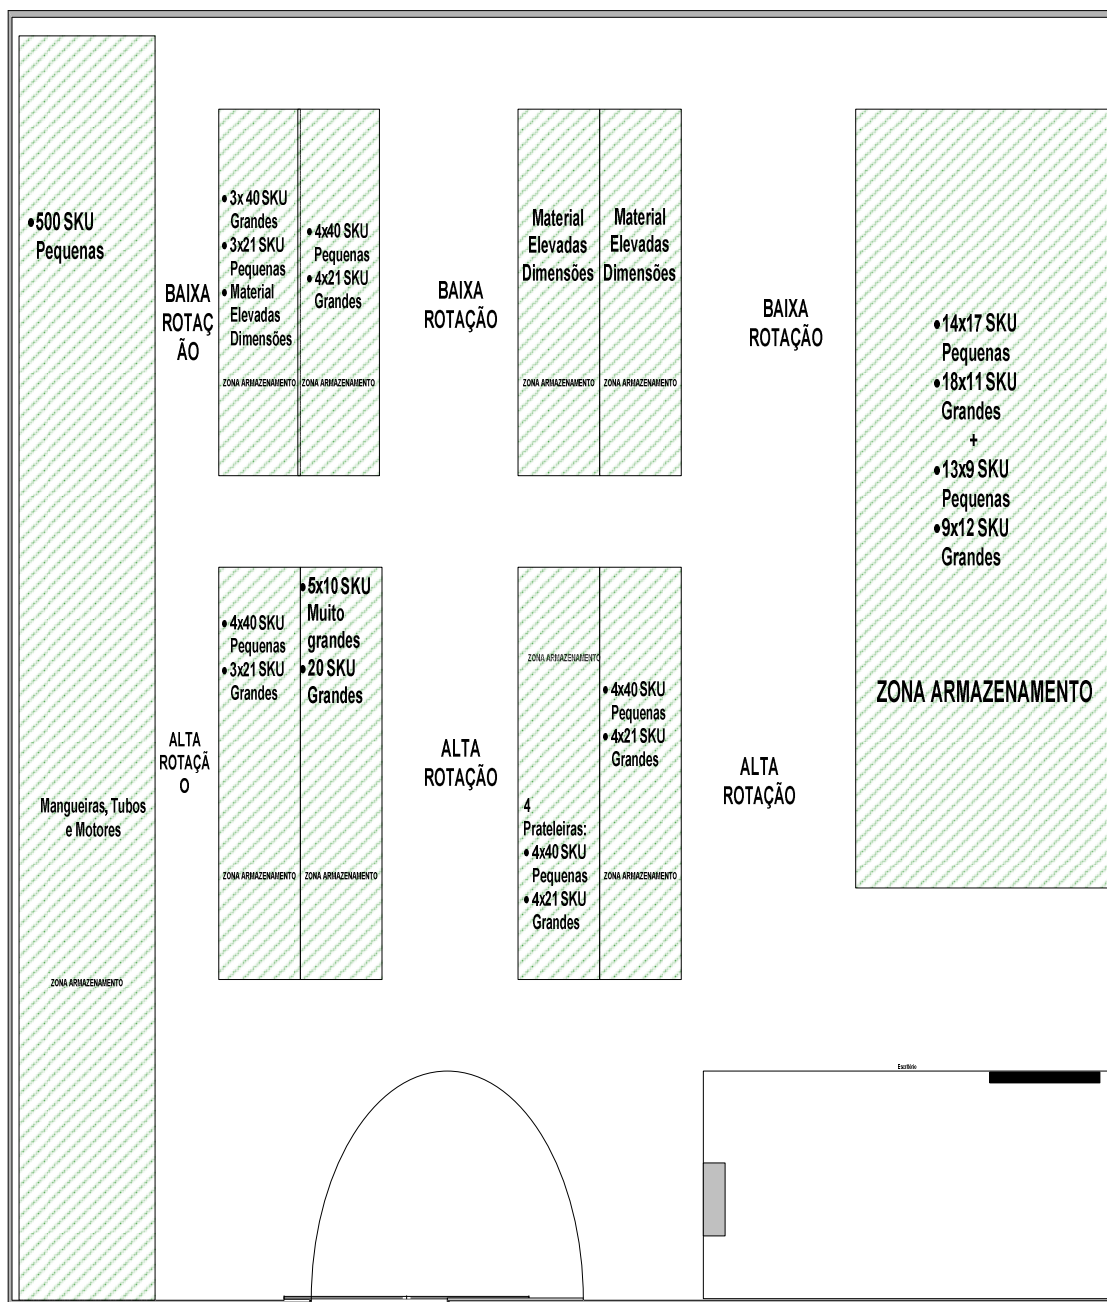 •500 SKU
Pequenas
Mangueiras, Tubos
e Motores
ZONA ARMAZENAMENTO
BAIXA
ROTAÇ
ÃO
• 3x 40 SKU
Grandes
• 3x21 SKU
Pequenas
• Material
Elevadas
Dimensões
ZONA ARMAZENAMENTO
• 4x40 SKU
Pequenas
• 4x21 SKU
Grandes
ZONA ARMAZENAMENTO
BAIXA
ROTAÇÃO
Material
Elevadas
Dimensões
ZONA ARMAZENAMENTO
Material
Elevadas
Dimensões
ZONA ARMAZENAMENTO
BAIXA
ROTAÇÃO
•14x17 SKU
Pequenas
•18x11 SKU
Grandes
+
•13x9 SKU
Pequenas
•9x12 SKU
Grandes
ZONA ARMAZENAMENTO
ALTA
ROTAÇÃ
O
• 4x40 SKU
Pequenas
• 3x21 SKU
Grandes
ZONA ARMAZENAMENTO
•5x10 SKU
Muito
grandes
•20 SKU
Grandes
ZONA ARMAZENAMENTO
ALTA
ROTAÇÃO
ZONA ARMAZENAMENTO
4
Prateleiras:
• 4x40 SKU
Pequenas
• 4x21 SKU
Grandes
• 4x40 SKU
Pequenas
• 4x21 SKU
Grandes
ZONA ARMAZENAMENTO
ALTA
ROTAÇÃO
Escritório